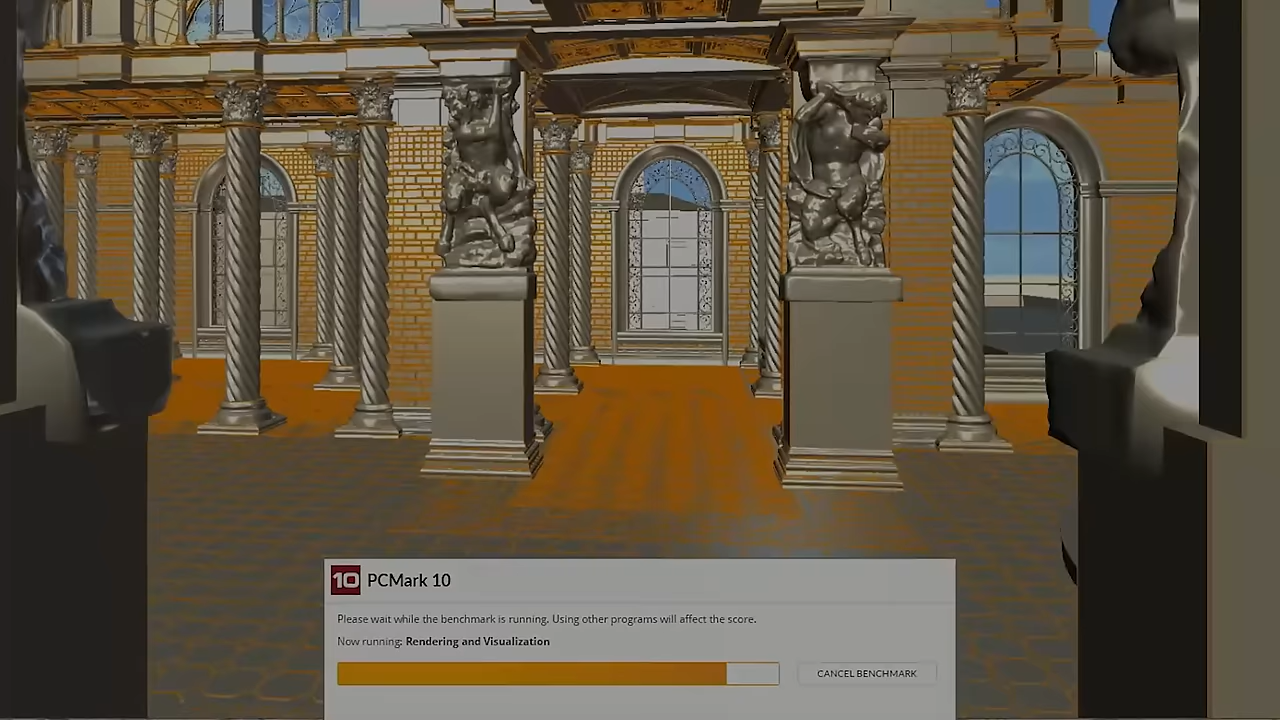 10 PCMark 10
Please wait while the benchmark is running. Using other programs will affect the score.
Now running: Rendering and Visualization
CANCEL BENCHMARK